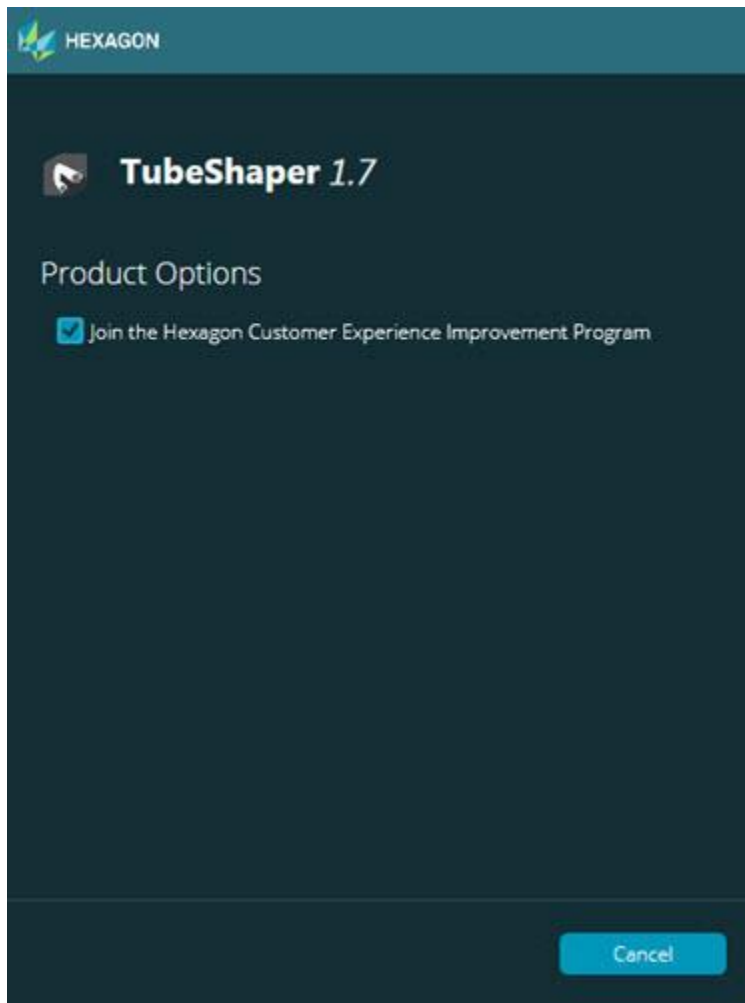 HEXAGON
TubeShaper 1.7
Product Options
Join the Hexagon Customer Experience Improvement Program
Cancel